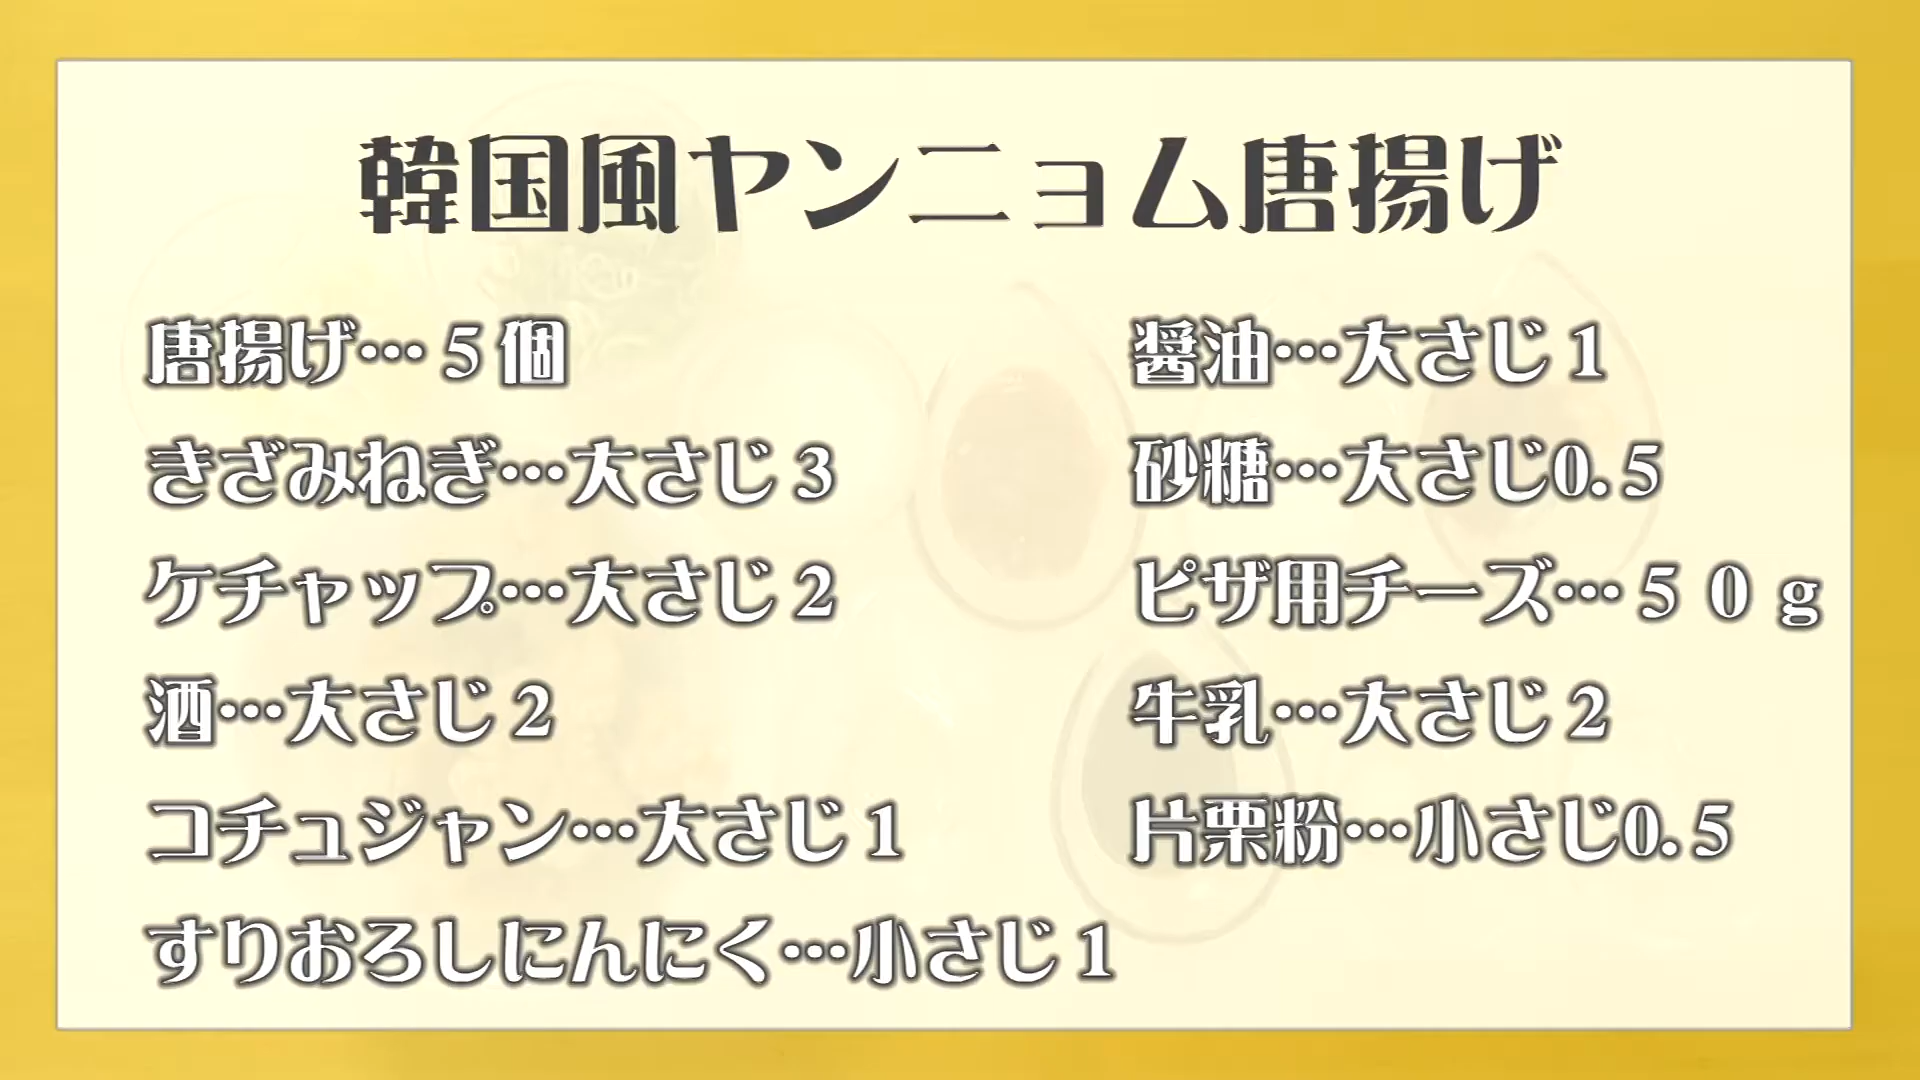 韓国風ヤンニョム唐揚げ
唐揚げ…５個
きざみねぎ…大さじ３
ケチャップ…大さじ２
酒…大さじ２
コチュジャン…大さじ１
すりおろしにんにく…小さじ１
醤油…大さじ１
砂糖…大さじ0.５
ピザ用チーズ…５０ｇ
牛乳…大さじ２
片栗粉…小さじ0.５